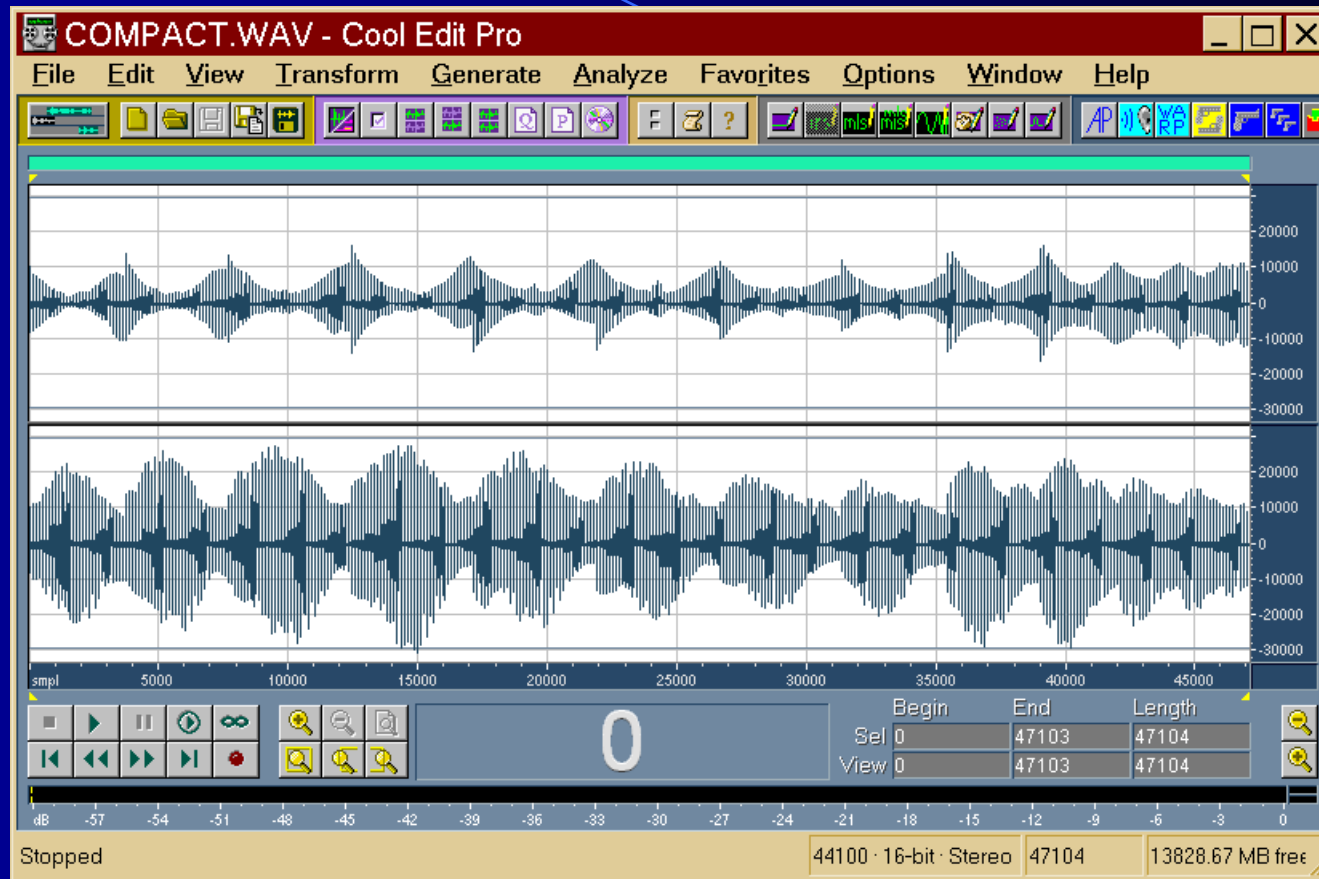 COMPACT.WAV - Cool Edit Pro
File Edit View Transform Generate Analyze Favorites Options Window Help
Q P F ? mls mls AP WARP
20000
10000
0
-10000
-20000
-30000
20000
10000
0
-10000
-20000
-30000
smpl 5000 10000 15000 20000 25000 30000 35000 40000 45000
0
Begin End Length
Sel 0 47103 47104
View 0 47103 47104
dB -57 -54 -51 -48 -45 -42 -39 -36 -33 -30 -27 -24 -21 -18 -15 -12 -9 -6 -3 0
Stopped 44100 · 16-bit · Stereo 47104 13828.67 MB free